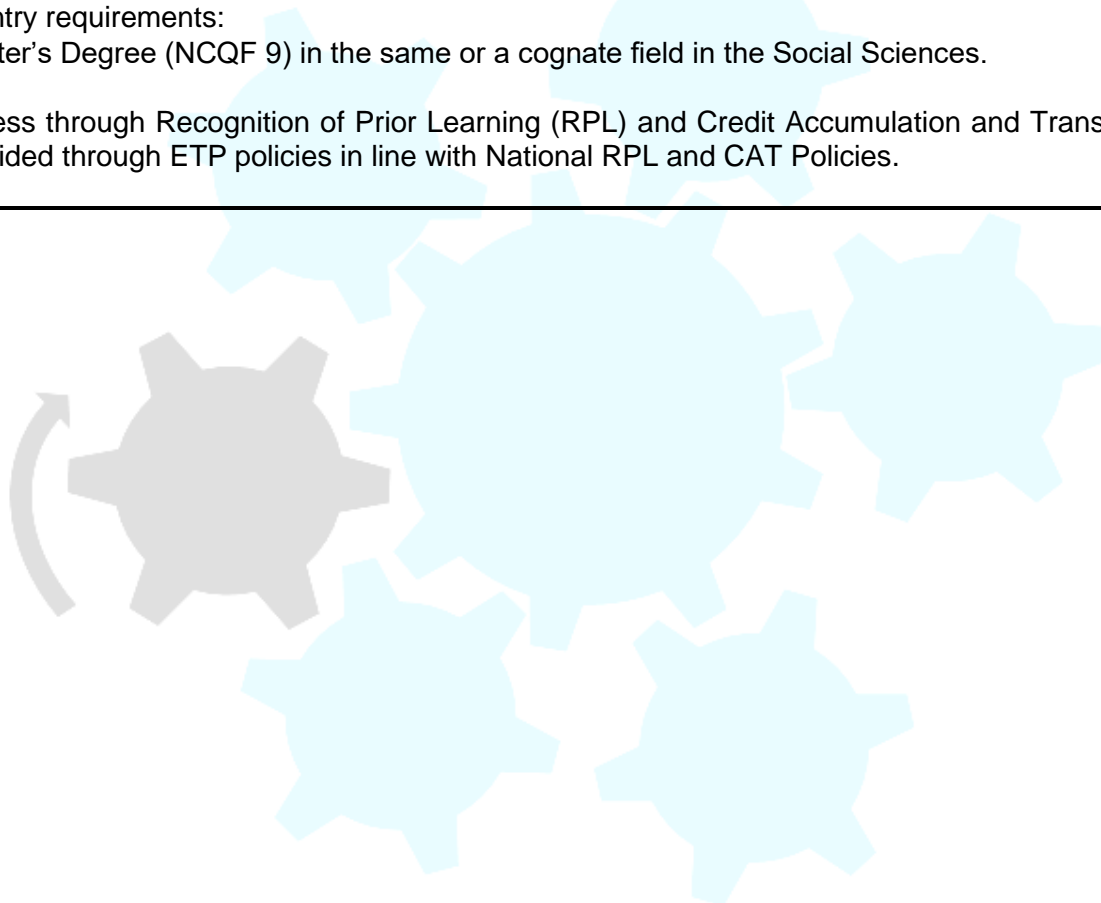 ntry requirements:
ter’s Degree (NCQF 9) in the same or a cognate field in the Social Sciences.
ess through Recognition of Prior Learning (RPL) and Credit Accumulation and Trans
ided through ETP policies in line with National RPL and CAT Policies.